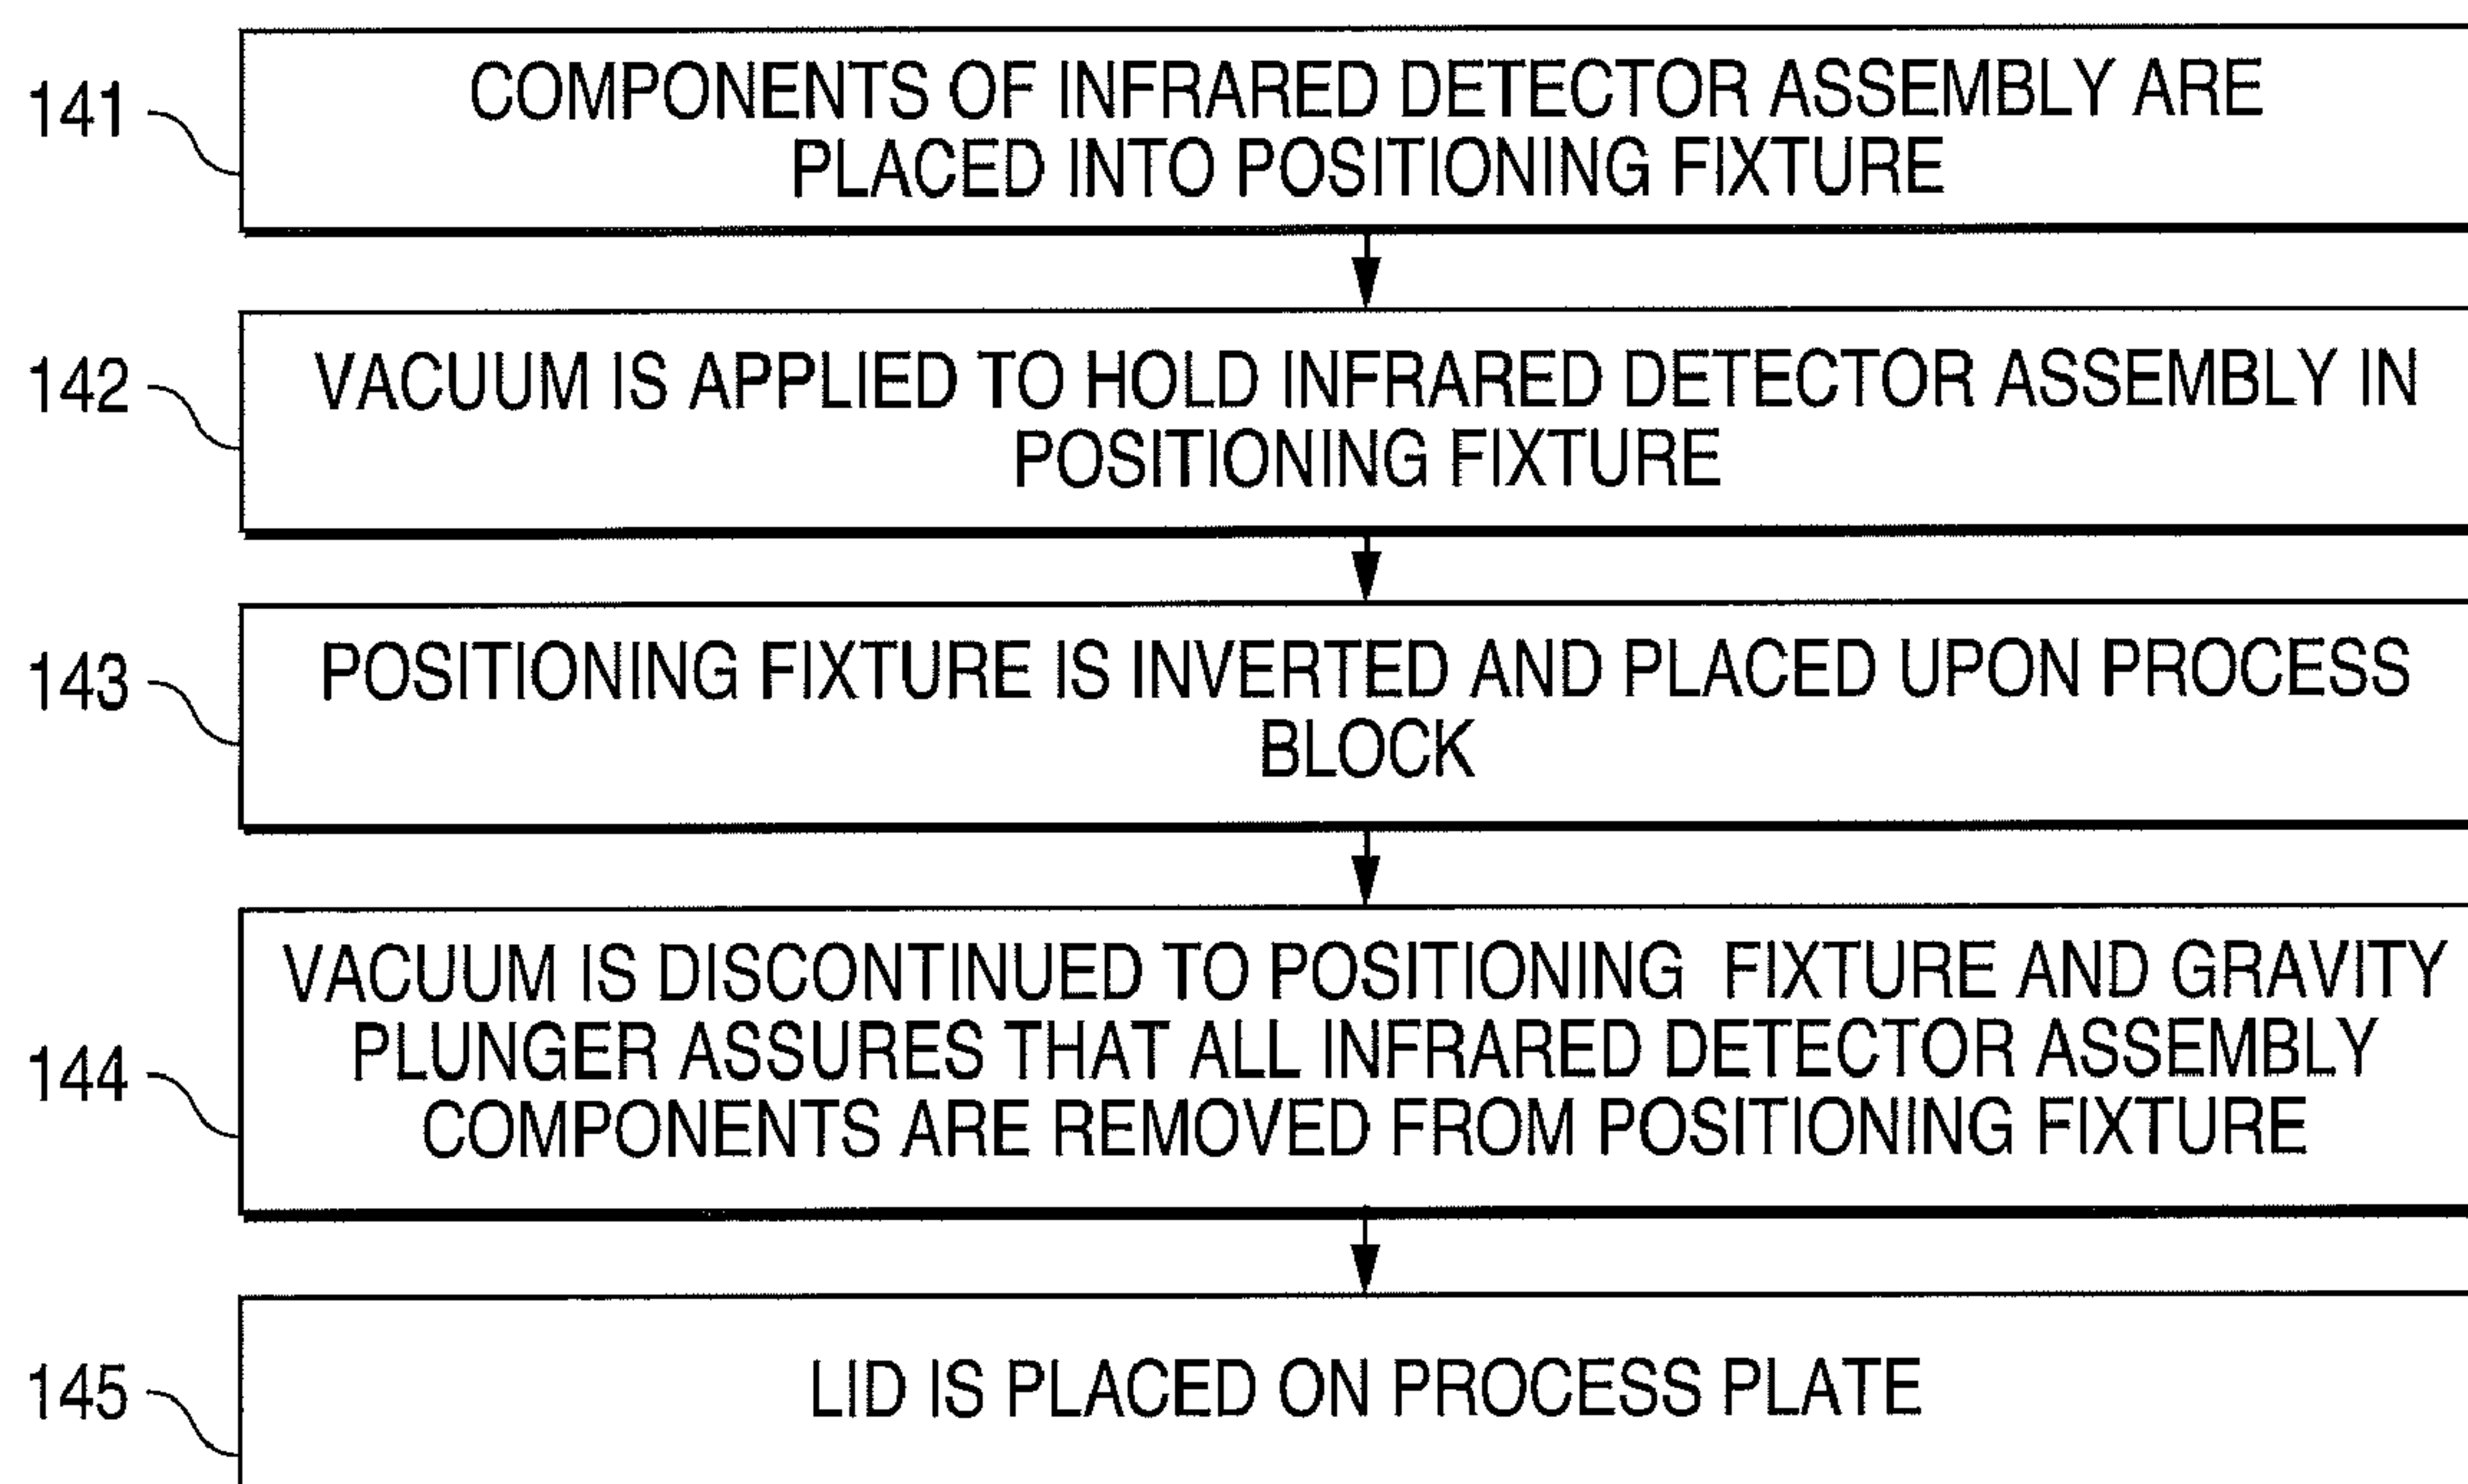 141
COMPONENTS OF INFRARED DETECTOR ASSEMBLY ARE
PLACED INTO POSITIONING FIXTURE
142
VACUUM IS APPLIED TO HOLD INFRARED DETECTOR ASSEMBLY IN
POSITIONING FIXTURE
143
POSITIONING FIXTURE IS INVERTED AND PLACED UPON PROCESS
BLOCK
144
VACUUM IS DISCONTINUED TO POSITIONING FIXTURE AND GRAVITY
PLUNGER ASSURES THAT ALL INFRARED DETECTOR ASSEMBLY
COMPONENTS ARE REMOVED FROM POSITIONING FIXTURE
145
LID IS PLACED ON PROCESS PLATE